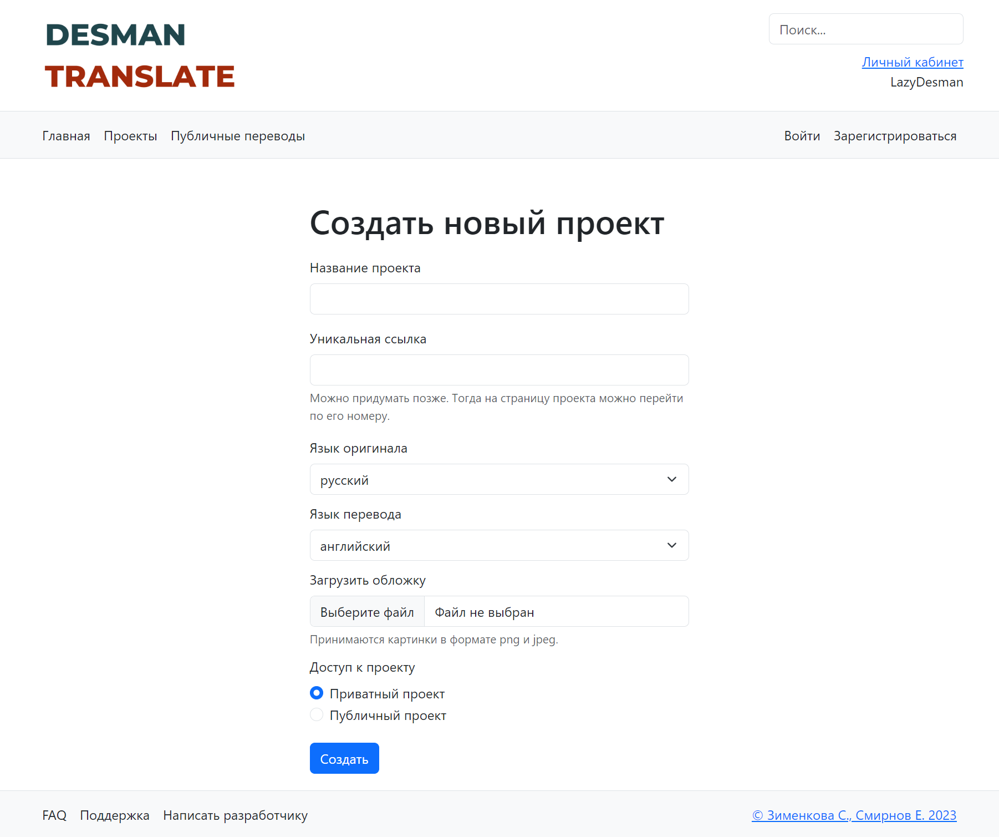 DESMAN
TRANSLATE
Поиск...
Личный кабинет
LazyDesman
Главная Проекты Публичные переводы Войти Зарегистрироваться
Создать новый проект
Название проекта
Уникальная ссылка
Можно придумать позже. Тогда на страницу проекта можно перейти
по его номеру.
Язык оригинала
русский
Язык перевода
английский
Загрузить обложку
Выберите файл Файл не выбран
Принимаются картинки в формате png и jpeg.
Доступ к проекту
Приватный проект
Публичный проект
Создать
FAQ Поддержка Написать разработчику © Зименкова С., Смирнов Е. 2023